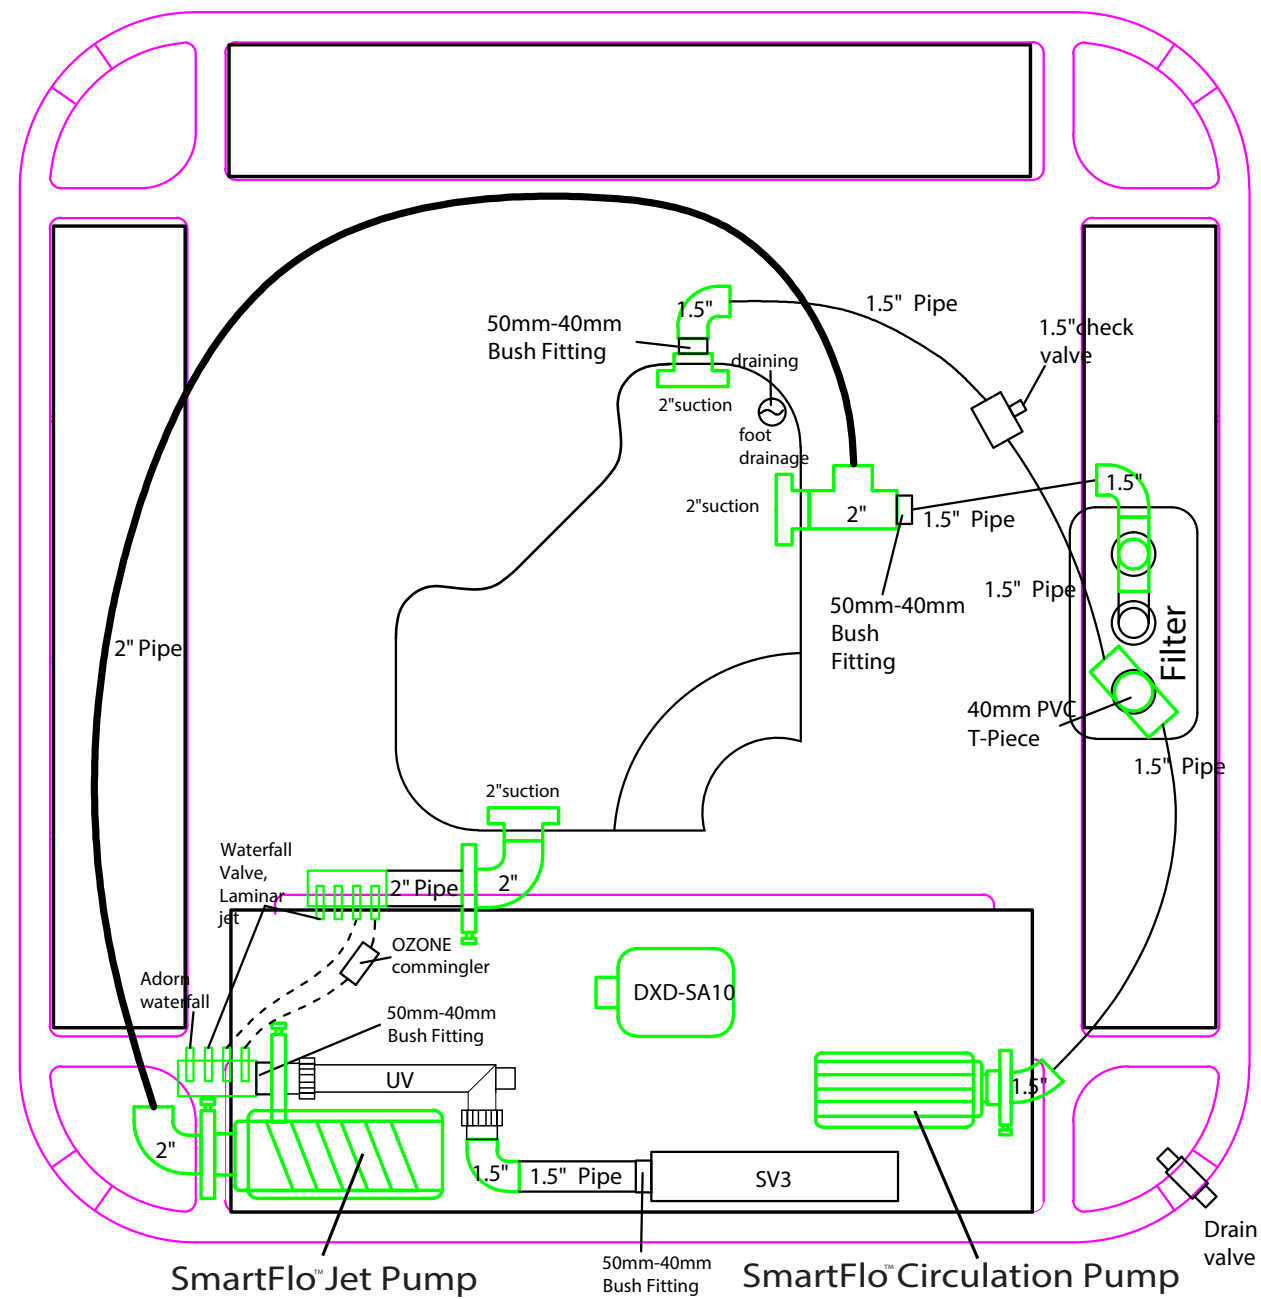 1.5"
1.5" Pipe
50mm-40mm
Bush Fitting
1.5"check
valve
draining
2"suction
foot
drainage
1.5"
2"suction
2"
1.5" Pipe
1.5" Pipe
50mm-40mm
Bush
Fitting
Filter
2" Pipe
40mm PVC
T-Piece
1.5" Pipe
2"suction
Waterfall
Valve,
Laminar
jet
2" Pipe
2"
OZONE
commingler
Adorn
waterfall
DXD-SA10
50mm-40mm
Bush Fitting
UV
1.5"
2"
1.5"
1.5" Pipe
SV3
Drain
valve
50mm-40mm
Bush Fitting
SmartFlo™ Jet Pump
SmartFlo™ Circulation Pump